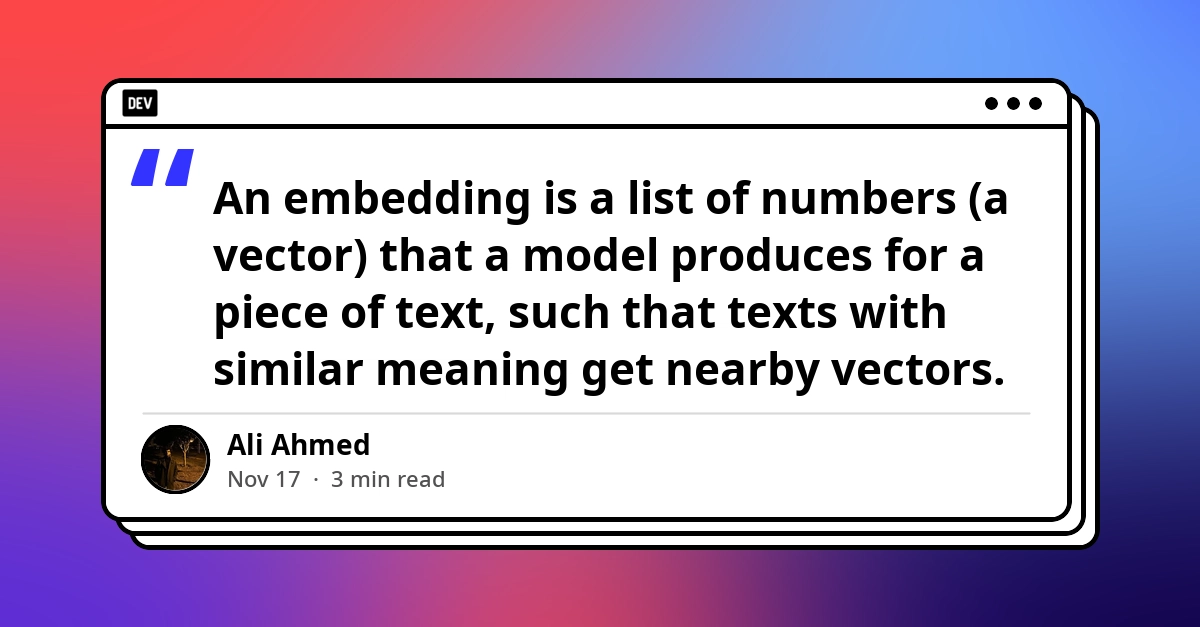 DEV
“An embedding is a list of numbers (a
vector) that a model produces for a
piece of text, such that texts with
similar meaning get nearby vectors.
Ali Ahmed
Nov 17 · 3 min read